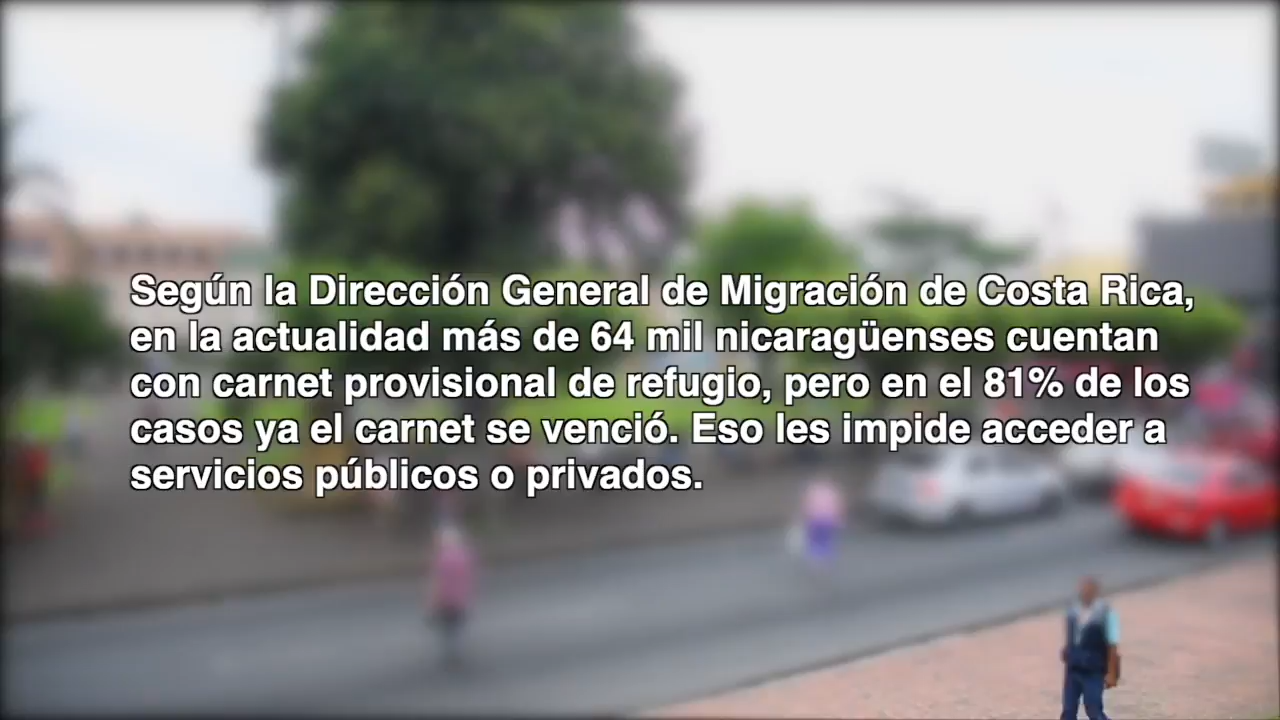 Según la Dirección General de Migración de Costa Rica,
en la actualidad más de 64 mil nicaragüenses cuentan
con carnet provisional de refugio, pero en el 81% de los
casos ya el carnet se venció. Eso les impide acceder a
servicios públicos o privados.